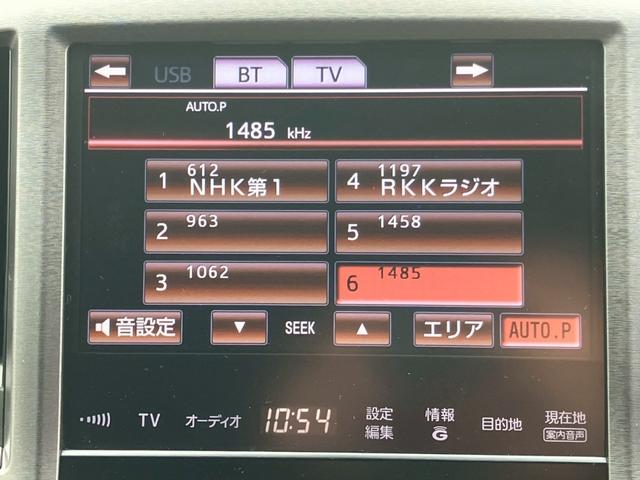 USB BT TV
AUTO.P
1485 kHz
1 612 NHK第1
4 1197 RKKラジオ
2 963
5 1458
3 1062
6 1485
音設定 ▼ SEEK ▲ エリア AUTO.P
TV オーディオ 10:54 設定編集 情報G 目的地 現在地
案内音声